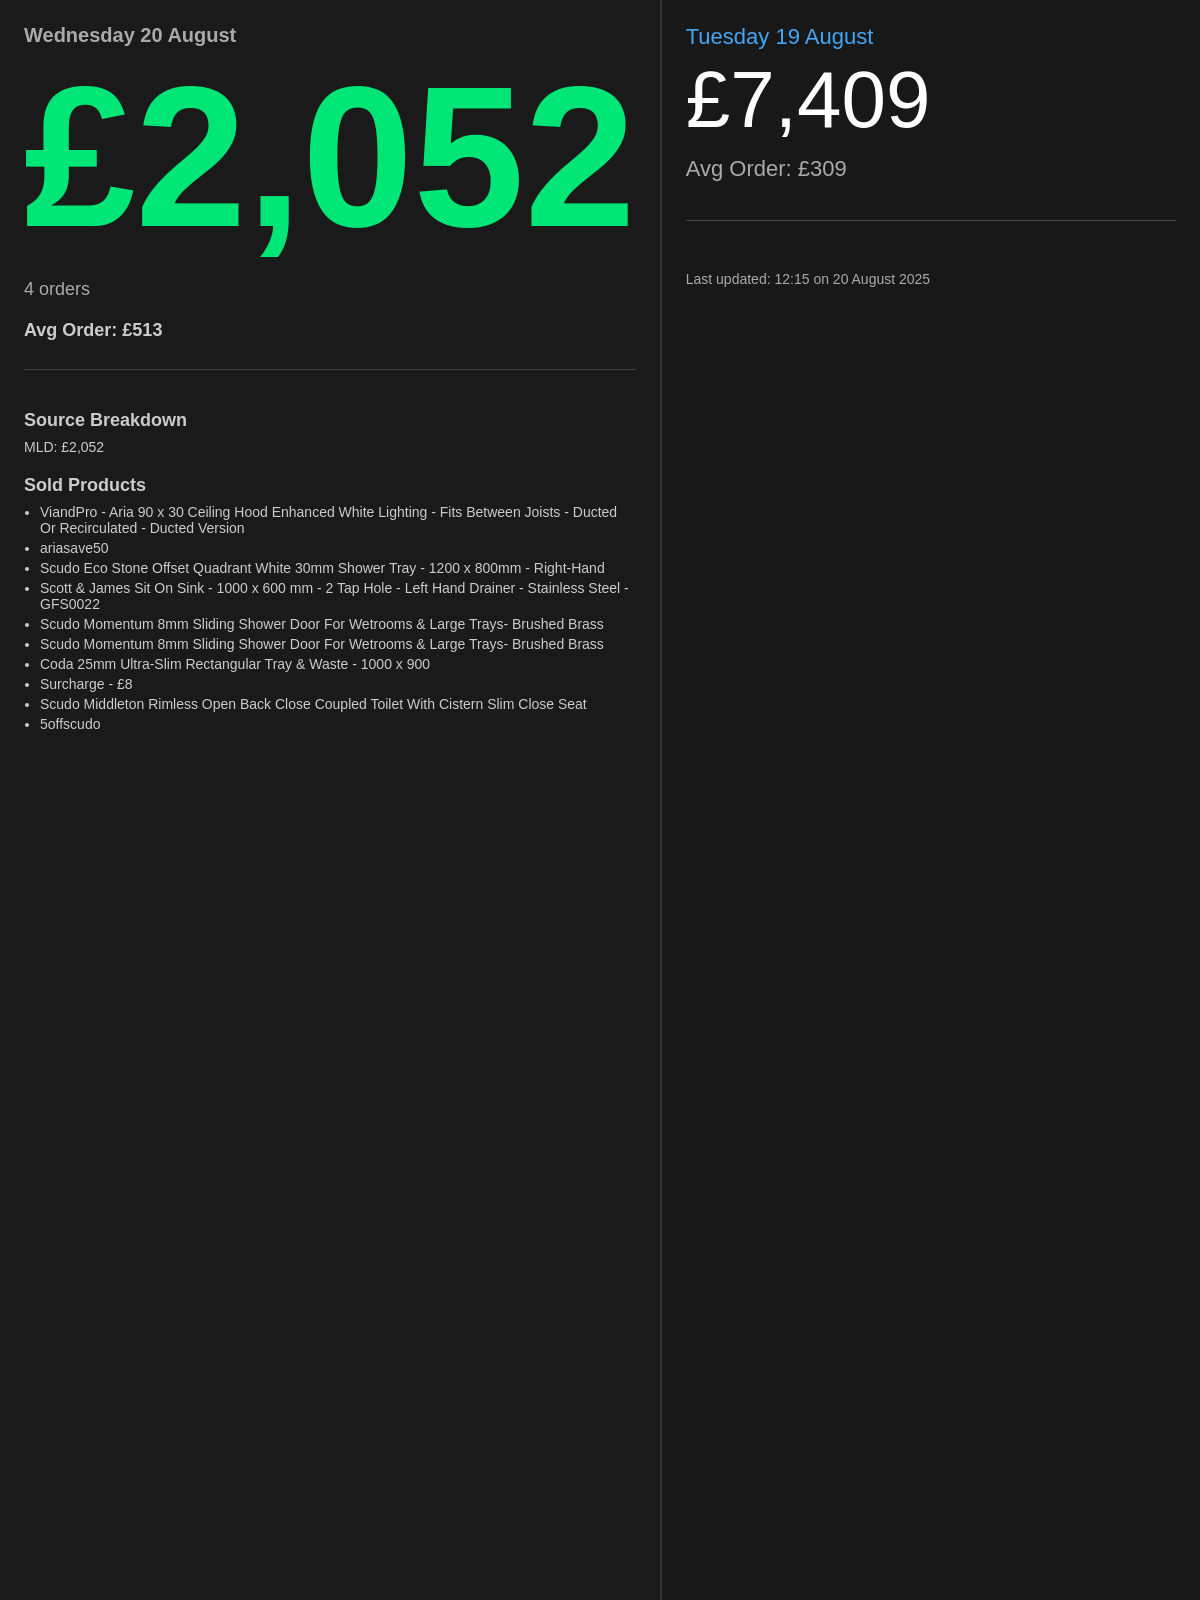 Wednesday 20 August
£2,052
4 orders
Avg Order: £513
Source Breakdown
MLD: £2,052
Sold Products
• ViandPro - Aria 90 x 30 Ceiling Hood Enhanced White Lighting - Fits Between Joists - Ducted
Or Recirculated - Ducted Version
• ariasave50
• Scudo Eco Stone Offset Quadrant White 30mm Shower Tray - 1200 x 800mm - Right-Hand
• Scott & James Sit On Sink - 1000 x 600 mm - 2 Tap Hole - Left Hand Drainer - Stainless Steel -
GFS0022
• Scudo Momentum 8mm Sliding Shower Door For Wetrooms & Large Trays- Brushed Brass
• Scudo Momentum 8mm Sliding Shower Door For Wetrooms & Large Trays- Brushed Brass
• Coda 25mm Ultra-Slim Rectangular Tray & Waste - 1000 x 900
• Surcharge - £8
• Scudo Middleton Rimless Open Back Close Coupled Toilet With Cistern Slim Close Seat
• 5offscudo
Tuesday 19 August
£7,409
Avg Order: £309
Last updated: 12:15 on 20 August 2025